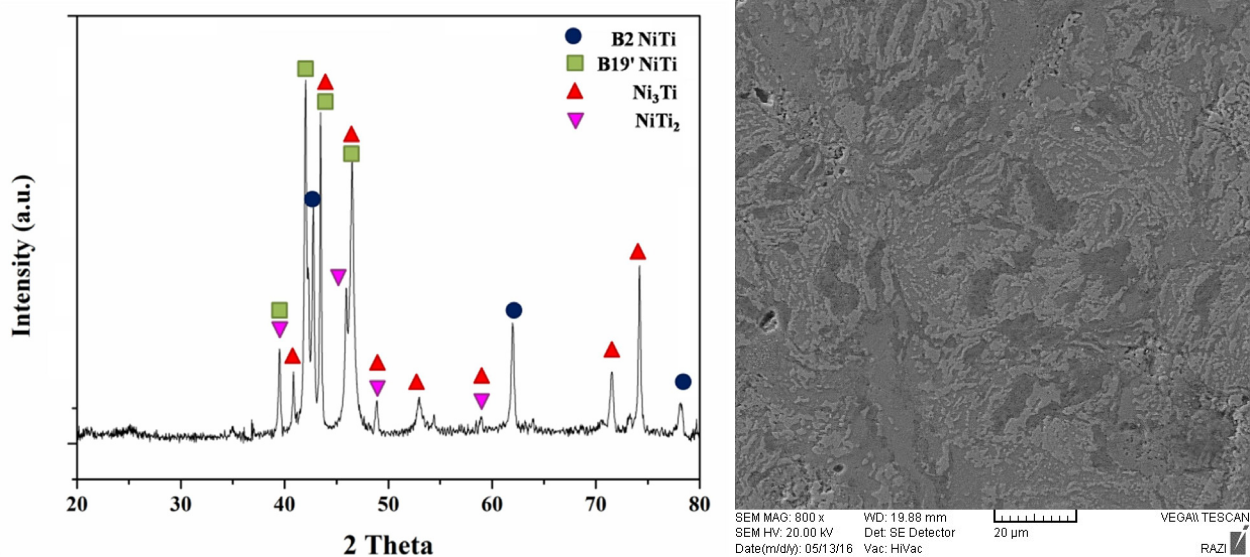 B2 NiTi
B19' NiTi
Ni₃Ti
NiTi₂
Intensity (a.u.)
20 30 40 50 60 70 80
2 Theta
SEM MAG: 800 x WD: 19.88 mm VEGA\\ TESCAN
SEM HV: 20.00 kV Det: SE Detector 20 µm
Date(m/d/y): 05/13/16 Vac: HiVac RAZI